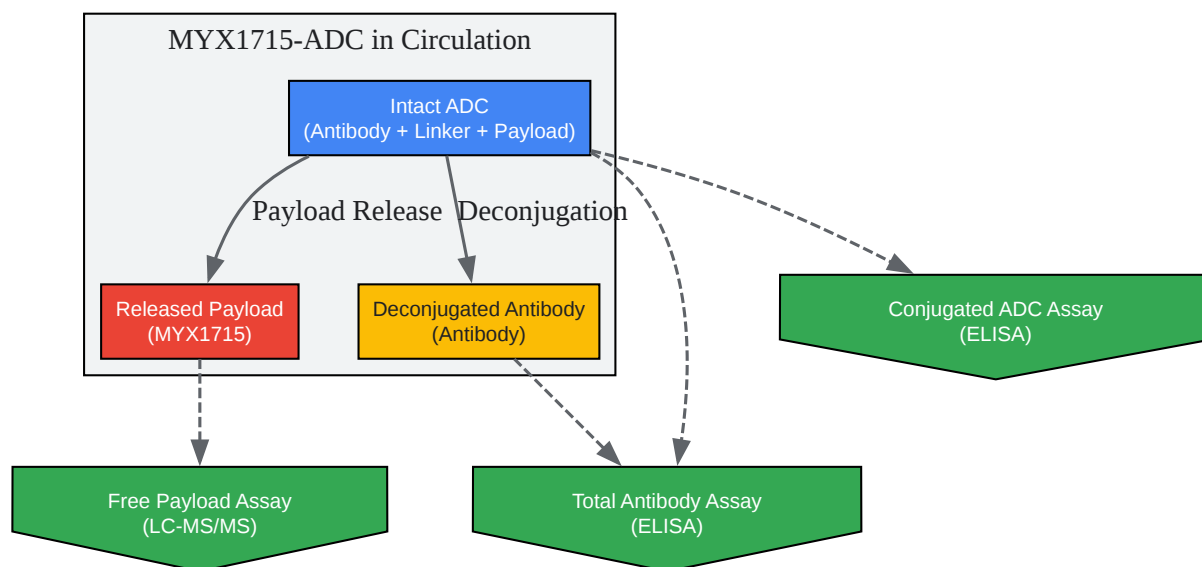 MYX1715-ADC in Circulation
Intact ADC
(Antibody + Linker + Payload)
Payload Release
Deconjugation
Released Payload
(MYX1715)
Deconjugated Antibody
(Antibody)
Conjugated ADC Assay
(ELISA)
Free Payload Assay
(LC-MS/MS)
Total Antibody Assay
(ELISA)